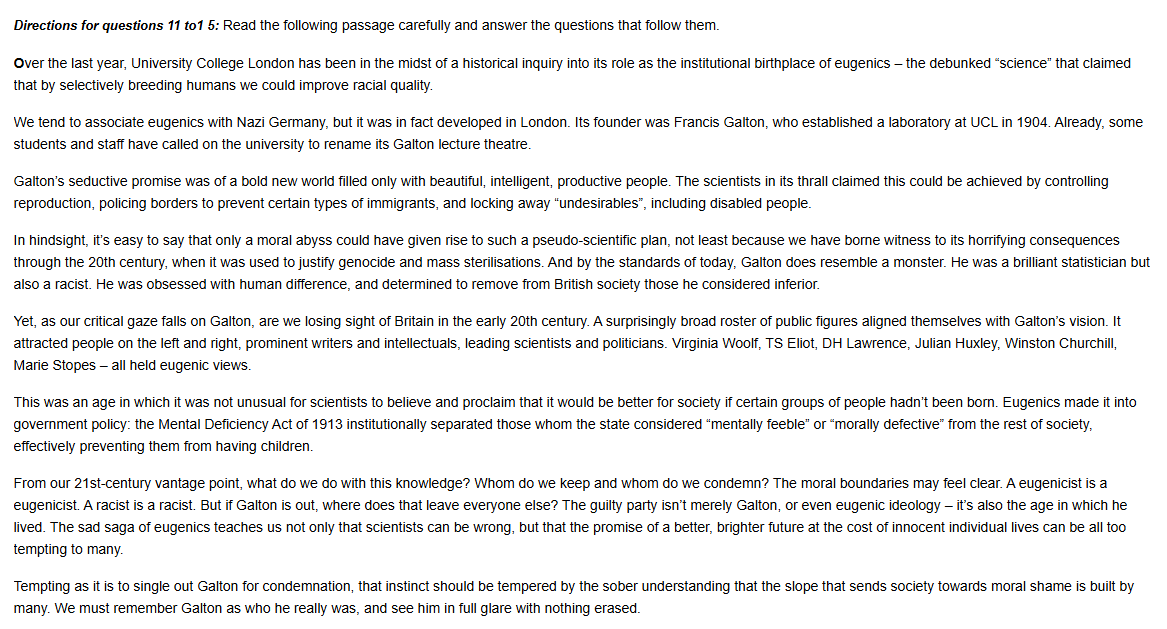 Directions for questions 11 to1 5: Read the following passage carefully and answer the questions that follow them.
Over the last year, University College London has been in the midst of a historical inquiry into its role as the institutional birthplace of eugenics – the debunked “science” that claimed
that by selectively breeding humans we could improve racial quality.
We tend to associate eugenics with Nazi Germany, but it was in fact developed in London. Its founder was Francis Galton, who established a laboratory at UCL in 1904. Already, some
students and staff have called on the university to rename its Galton lecture theatre.
Galton’s seductive promise was of a bold new world filled only with beautiful, intelligent, productive people. The scientists in its thrall claimed this could be achieved by controlling
reproduction, policing borders to prevent certain types of immigrants, and locking away “undesirables”, including disabled people.
In hindsight, it’s easy to say that only a moral abyss could have given rise to such a pseudo-scientific plan, not least because we have borne witness to its horrifying consequences
through the 20th century, when it was used to justify genocide and mass sterilisations. And by the standards of today, Galton does resemble a monster. He was a brilliant statistician but
also a racist. He was obsessed with human difference, and determined to remove from British society those he considered inferior.
Yet, as our critical gaze falls on Galton, are we losing sight of Britain in the early 20th century. A surprisingly broad roster of public figures aligned themselves with Galton’s vision. It
attracted people on the left and right, prominent writers and intellectuals, leading scientists and politicians. Virginia Woolf, TS Eliot, DH Lawrence, Julian Huxley, Winston Churchill,
Marie Stopes – all held eugenic views.
This was an age in which it was not unusual for scientists to believe and proclaim that it would be better for society if certain groups of people hadn’t been born. Eugenics made it into
government policy: the Mental Deficiency Act of 1913 institutionally separated those whom the state considered “mentally feeble” or “morally defective” from the rest of society,
effectively preventing them from having children.
From our 21st-century vantage point, what do we do with this knowledge? Whom do we keep and whom do we condemn? The moral boundaries may feel clear. A eugenicist is a
eugenicist. A racist is a racist. But if Galton is out, where does that leave everyone else? The guilty party isn’t merely Galton, or even eugenic ideology – it’s also the age in which he
lived. The sad saga of eugenics teaches us not only that scientists can be wrong, but that the promise of a better, brighter future at the cost of innocent individual lives can be all too
tempting to many.
Tempting as it is to single out Galton for condemnation, that instinct should be tempered by the sober understanding that the slope that sends society towards moral shame is built by
many. We must remember Galton as who he really was, and see him in full glare with nothing erased.